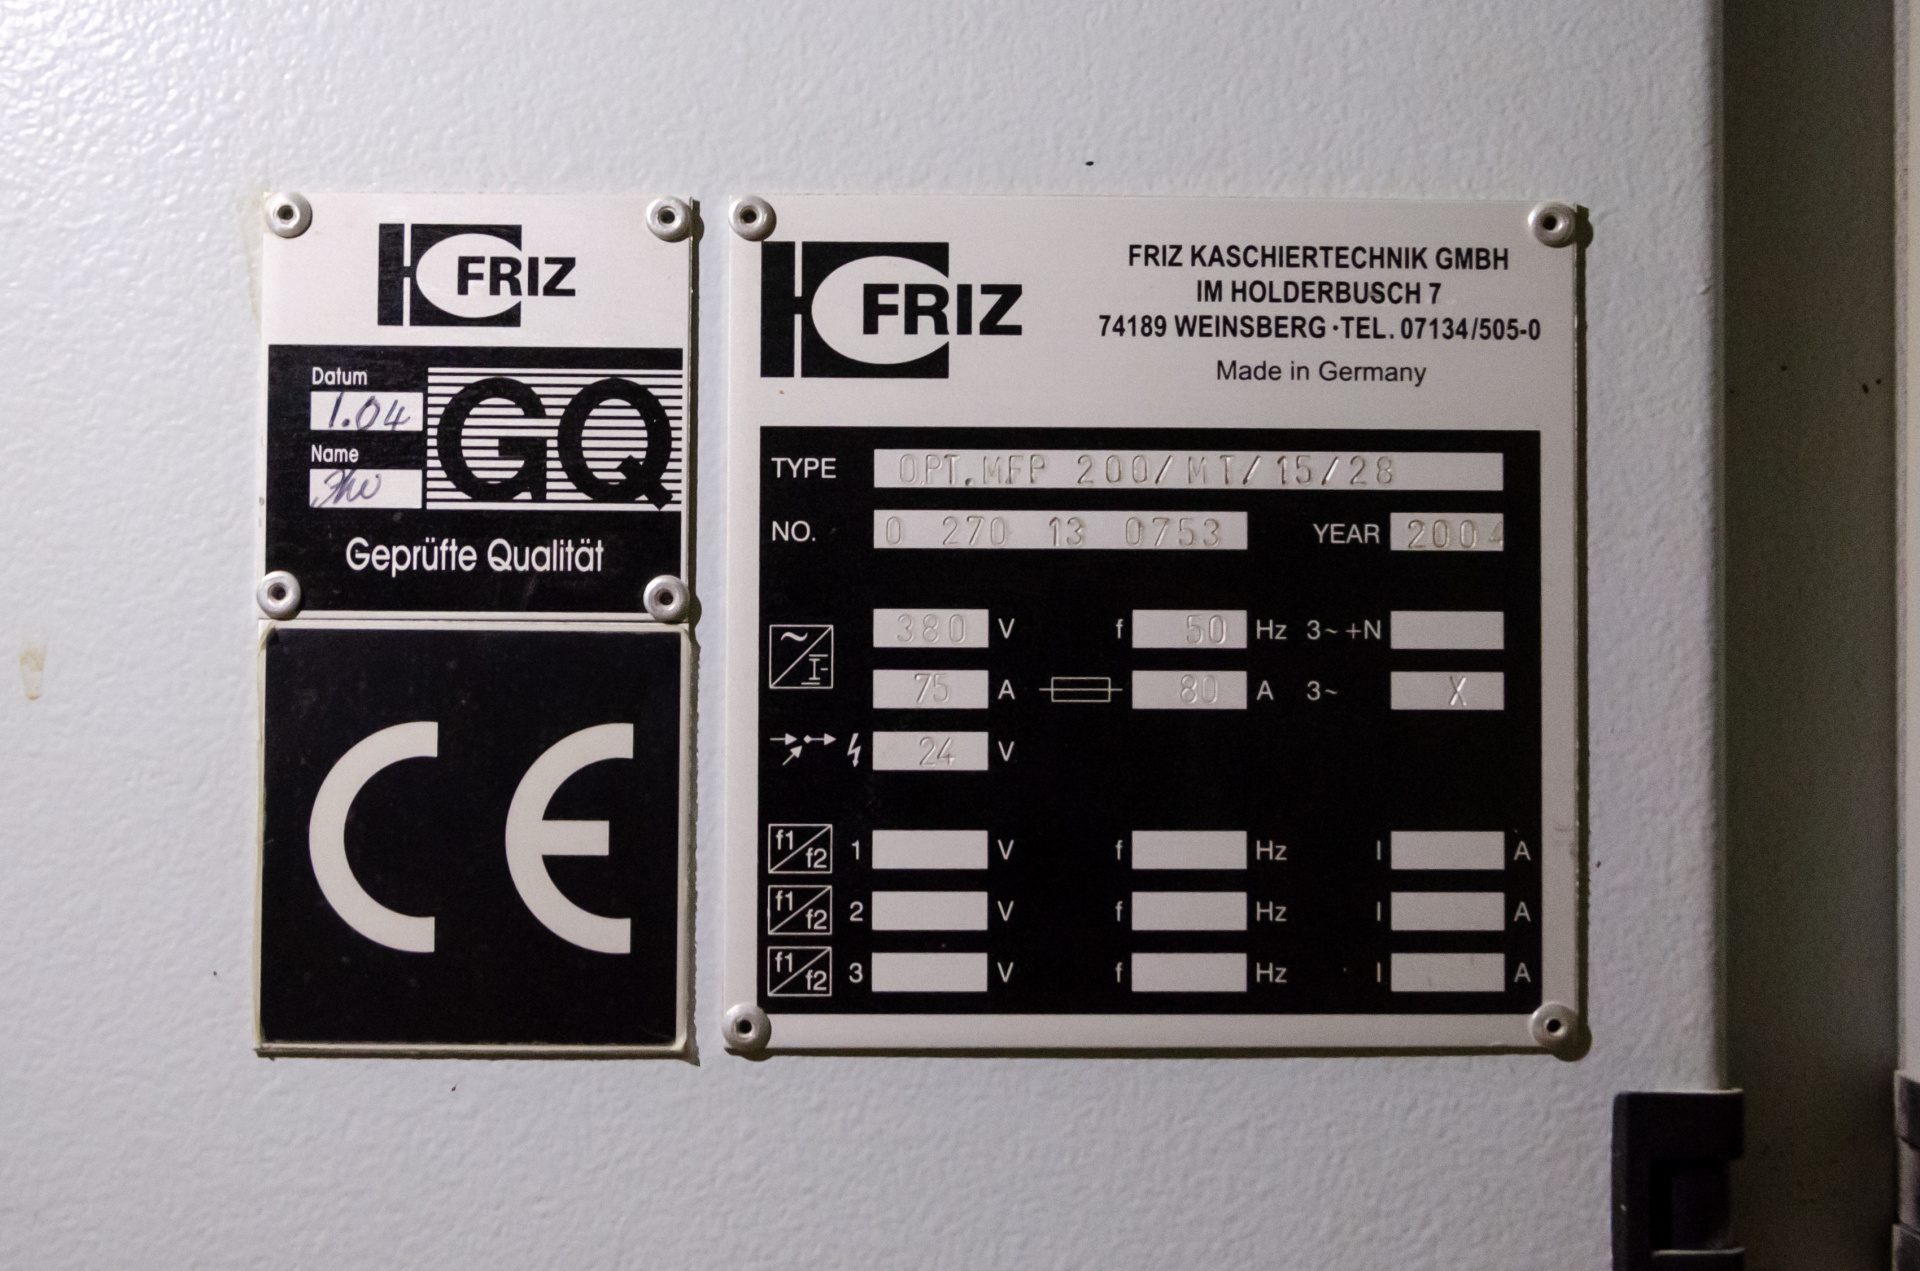 FRIZ
Datum
1.04
Name
GQ
Geprüfte Qualität
CE
FRIZ
FRIZ KASCHIERTECHNIK GMBH
IM HOLDERBUSCH 7
74189 WEINSBERG · TEL. 07134/505-0
Made in Germany
TYPE OPT.MFP 200/MT/15/28
NO. 0 270 13 0753 YEAR 2004
380 V f 50 Hz 3~ +N
75 A 80 A 3~ X
24 V
f1/f2 1 V f Hz I A
f1/f2 2 V f Hz I A
f1/f2 3 V f Hz I A